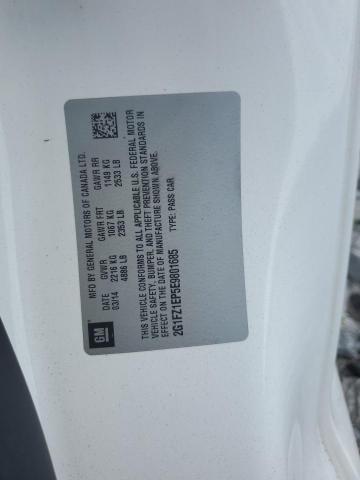 GM
MFD BY GENERAL MOTORS OF CANADA LTD.
DATE GVWR GAWR FRT GAWR RR
03/14 2216 KG 1067 KG 1149 KG
4886 LB 2353 LB 2533 LB
THIS VEHICLE CONFORMS TO ALL APPLICABLE U.S. FEDERAL MOTOR
VEHICLE SAFETY, BUMPER, AND THEFT PREVENTION STANDARDS IN
EFFECT ON THE DATE OF MANUFACTURE SHOWN ABOVE.
2G1FZ1EP5E9801685 TYPE: PASS CAR